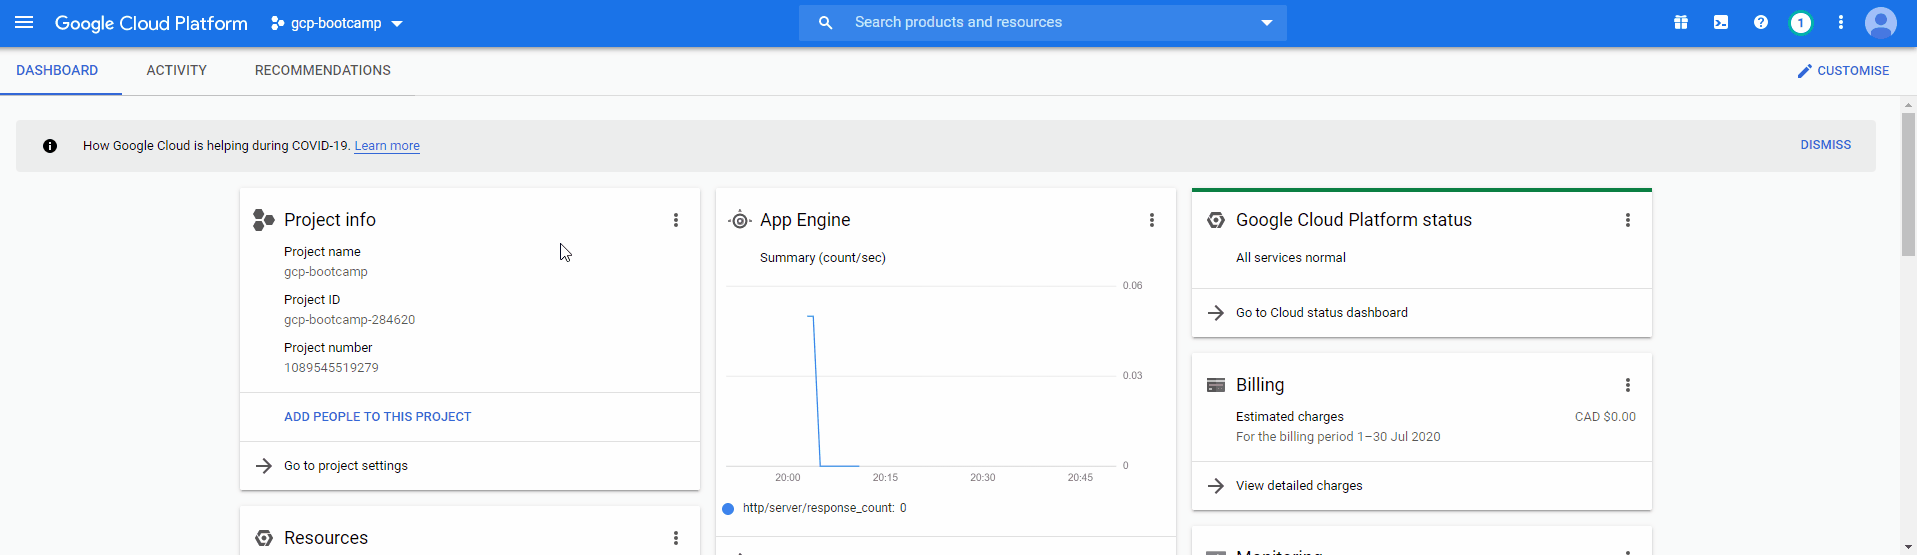 Google Cloud Platform
gcp-bootcamp
Search products and resources
1
DASHBOARD
ACTIVITY
RECOMMENDATIONS
CUSTOMISE
How Google Cloud is helping during COVID-19. Learn more
DISMISS
Project info
Project name
gcp-bootcamp
Project ID
gcp-bootcamp-284620
Project number
1089545519279
ADD PEOPLE TO THIS PROJECT
Go to project settings
Resources
App Engine
Summary (count/sec)
0.06
0.03
0
20:00
20:15
20:30
20:45
http/server/response_count: 0
Google Cloud Platform status
All services normal
Go to Cloud status dashboard
Billing
Estimated charges
CAD $0.00
For the billing period 1–30 Jul 2020
View detailed charges
Monitoring